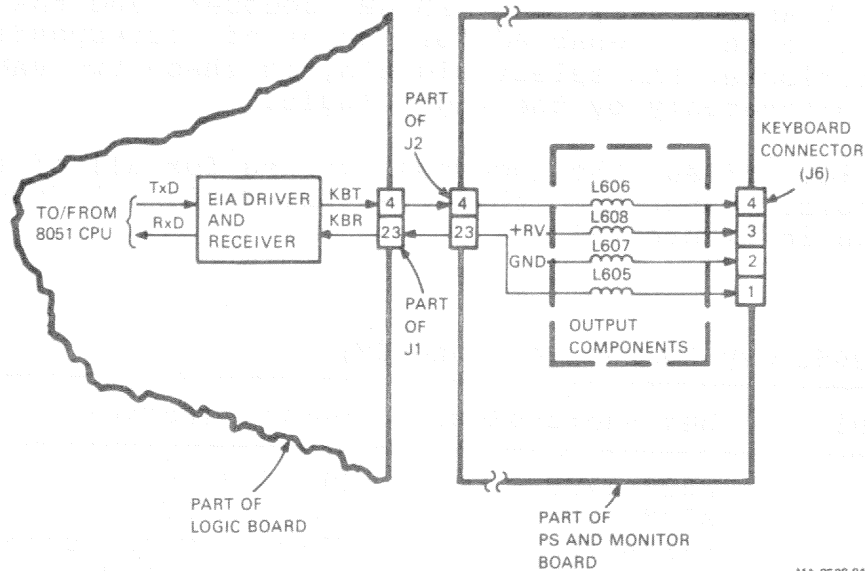 PART
OF
J2
KEYBOARD
CONNECTOR
(J6)
TO/FROM
8051 CPU
TxD
RxD
EIA DRIVER
AND
RECEIVER
KBT
KBR
4
23
4
23
+RV
GND
L606
L608
L607
L605
4
3
2
1
OUTPUT
COMPONENTS
PART
OF
J1
PART OF
LOGIC BOARD
PART OF
PS AND MONITOR
BOARD